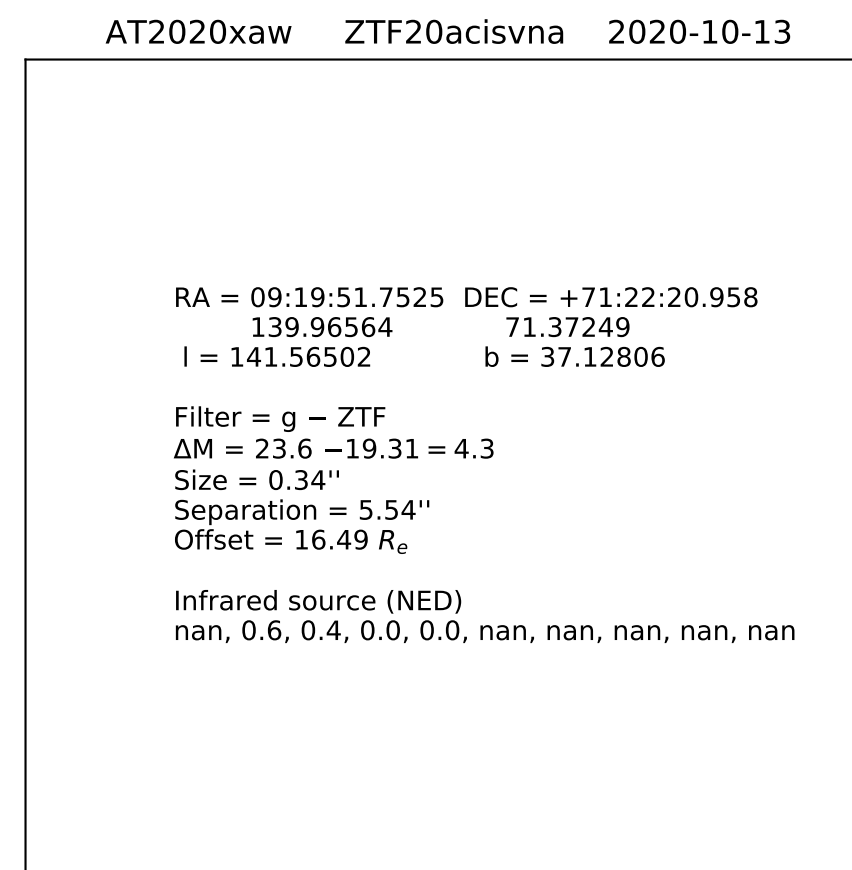 AT2020xaw ZTF20acisvna 2020-10-13
RA = 09:19:51.7525 DEC = +71:22:20.958
139.96564 71.37249
l = 141.56502 b = 37.12806
Filter = g − ZTF
ΔM = 23.6 −19.31 = 4.3
Size = 0.34''
Separation = 5.54''
Offset = 16.49 Re
Infrared source (NED)
nan, 0.6, 0.4, 0.0, 0.0, nan, nan, nan, nan, nan